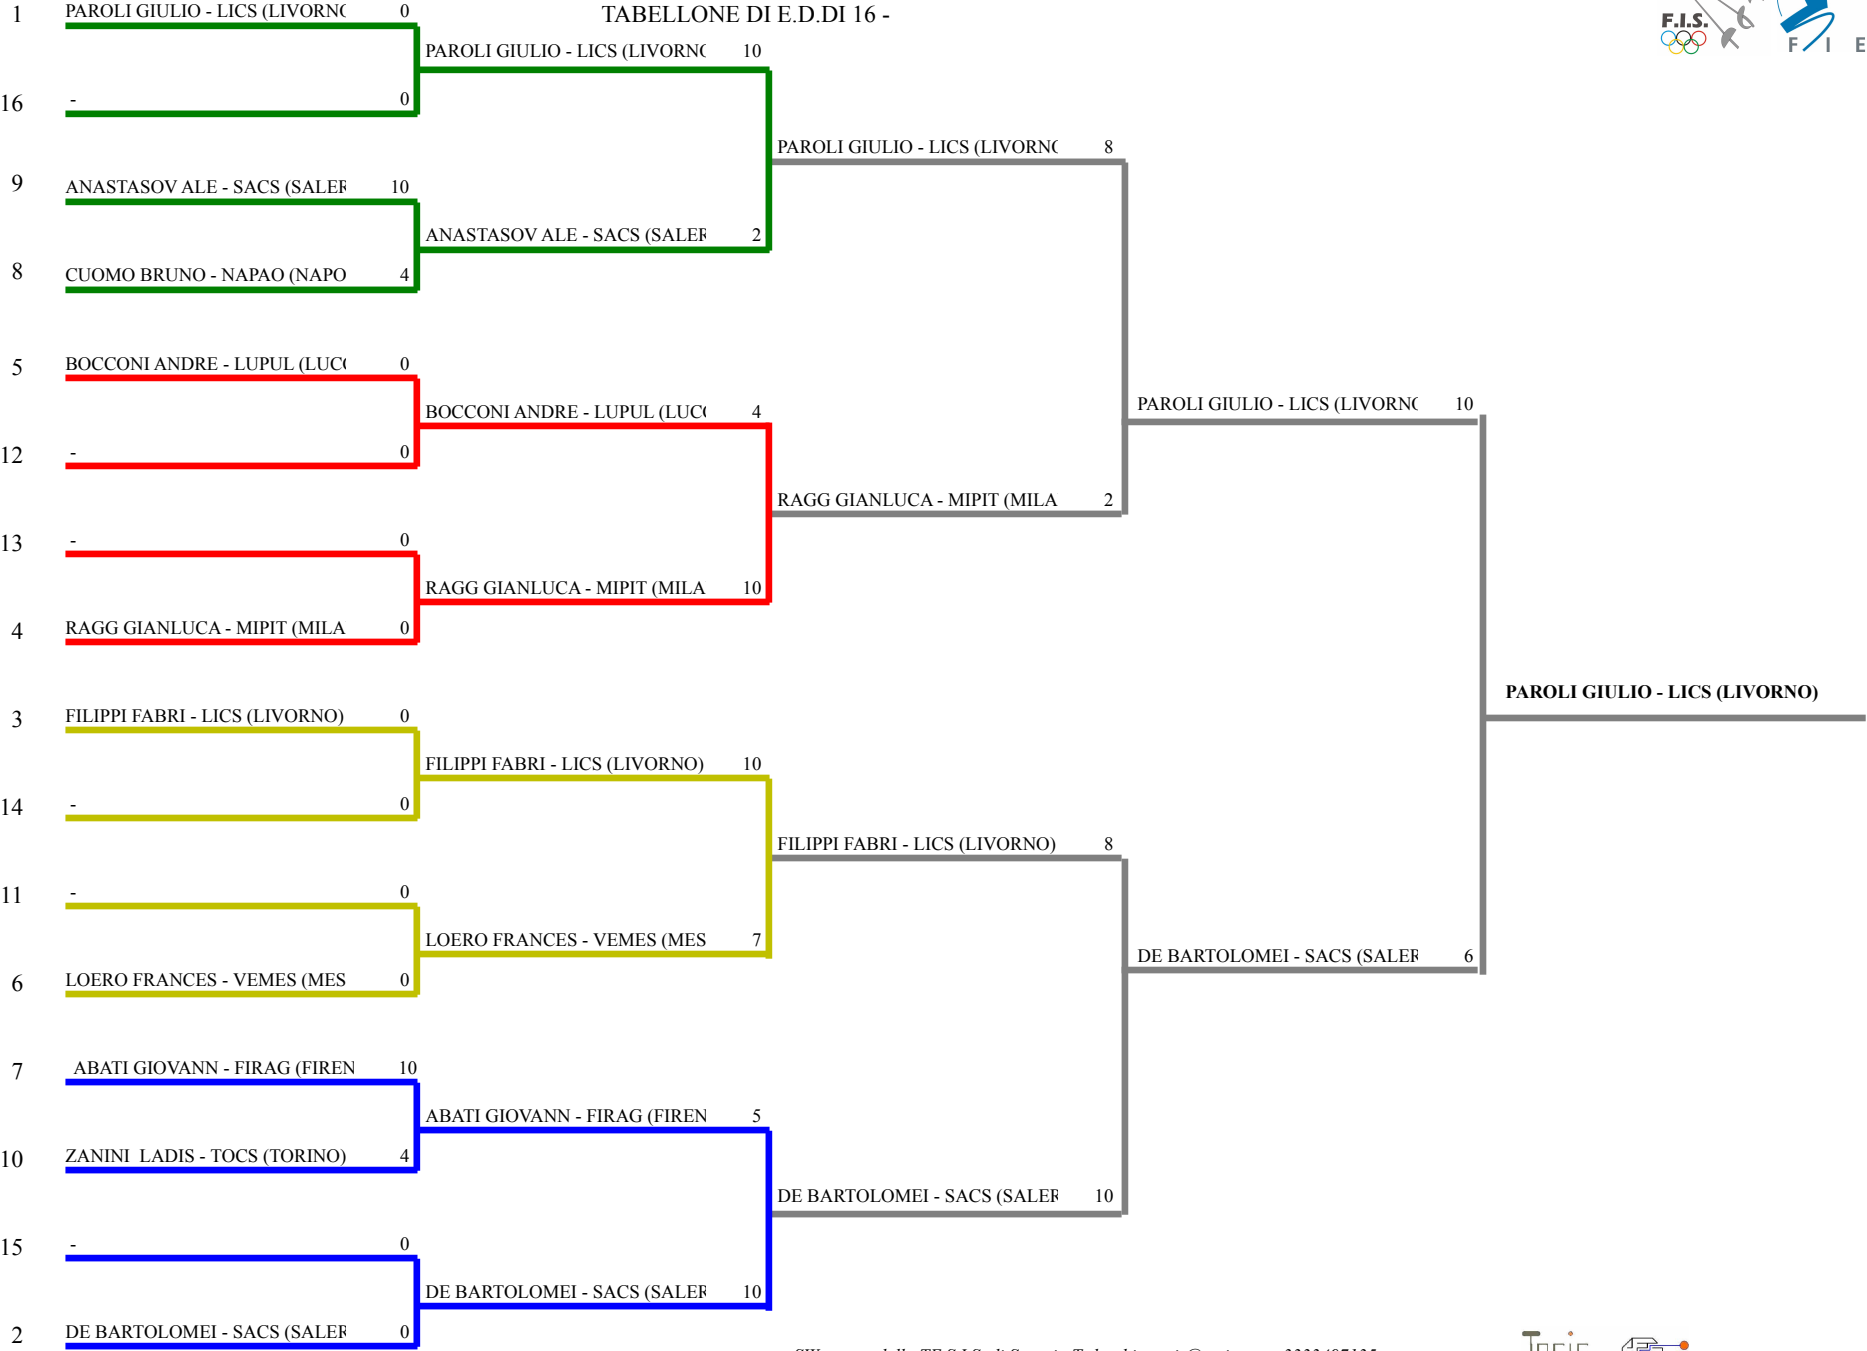 TABELLONE DI E.D.DI 16 -
F.I.S.
F I E
1 PAROLI GIULIO - LICS (LIVORNO 0
PAROLI GIULIO - LICS (LIVORNO 10
16 - 0
PAROLI GIULIO - LICS (LIVORNO 8
9 ANASTASOV ALE - SACS (SALER 10
ANASTASOV ALE - SACS (SALER 2
8 CUOMO BRUNO - NAPAO (NAPO 4
5 BOCCONI ANDRE - LUPUL (LUCC 0
BOCCONI ANDRE - LUPUL (LUCC 4
PAROLI GIULIO - LICS (LIVORNO 10
12 - 0
RAGG GIANLUCA - MIPIT (MILA 2
13 - 0
RAGG GIANLUCA - MIPIT (MILA 10
4 RAGG GIANLUCA - MIPIT (MILA 0
PAROLI GIULIO - LICS (LIVORNO)
3 FILIPPI FABRI - LICS (LIVORNO) 0
FILIPPI FABRI - LICS (LIVORNO) 10
14 - 0
FILIPPI FABRI - LICS (LIVORNO) 8
11 - 0
LOERO FRANCES - VEMES (MES 7
DE BARTOLOMEI - SACS (SALER 6
6 LOERO FRANCES - VEMES (MES 0
7 ABATI GIOVANN - FIRAG (FIREN 10
ABATI GIOVANN - FIRAG (FIREN 5
10 ZANINI LADIS - TOCS (TORINO) 4
DE BARTOLOMEI - SACS (SALER 10
15 - 0
DE BARTOLOMEI - SACS (SALER 10
2 DE BARTOLOMEI - SACS (SALER 0